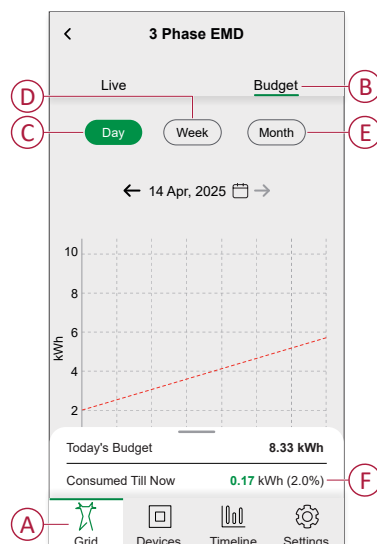 3 Phase EMD
Live Budget B
D
C Day Week Month E
14 Apr, 2025
10
8
6
4
2
kWh
Today's Budget 8.33 kWh
Consumed Till Now 0.17 kWh (2.0%) F
A Grid Devices Timeline Settings